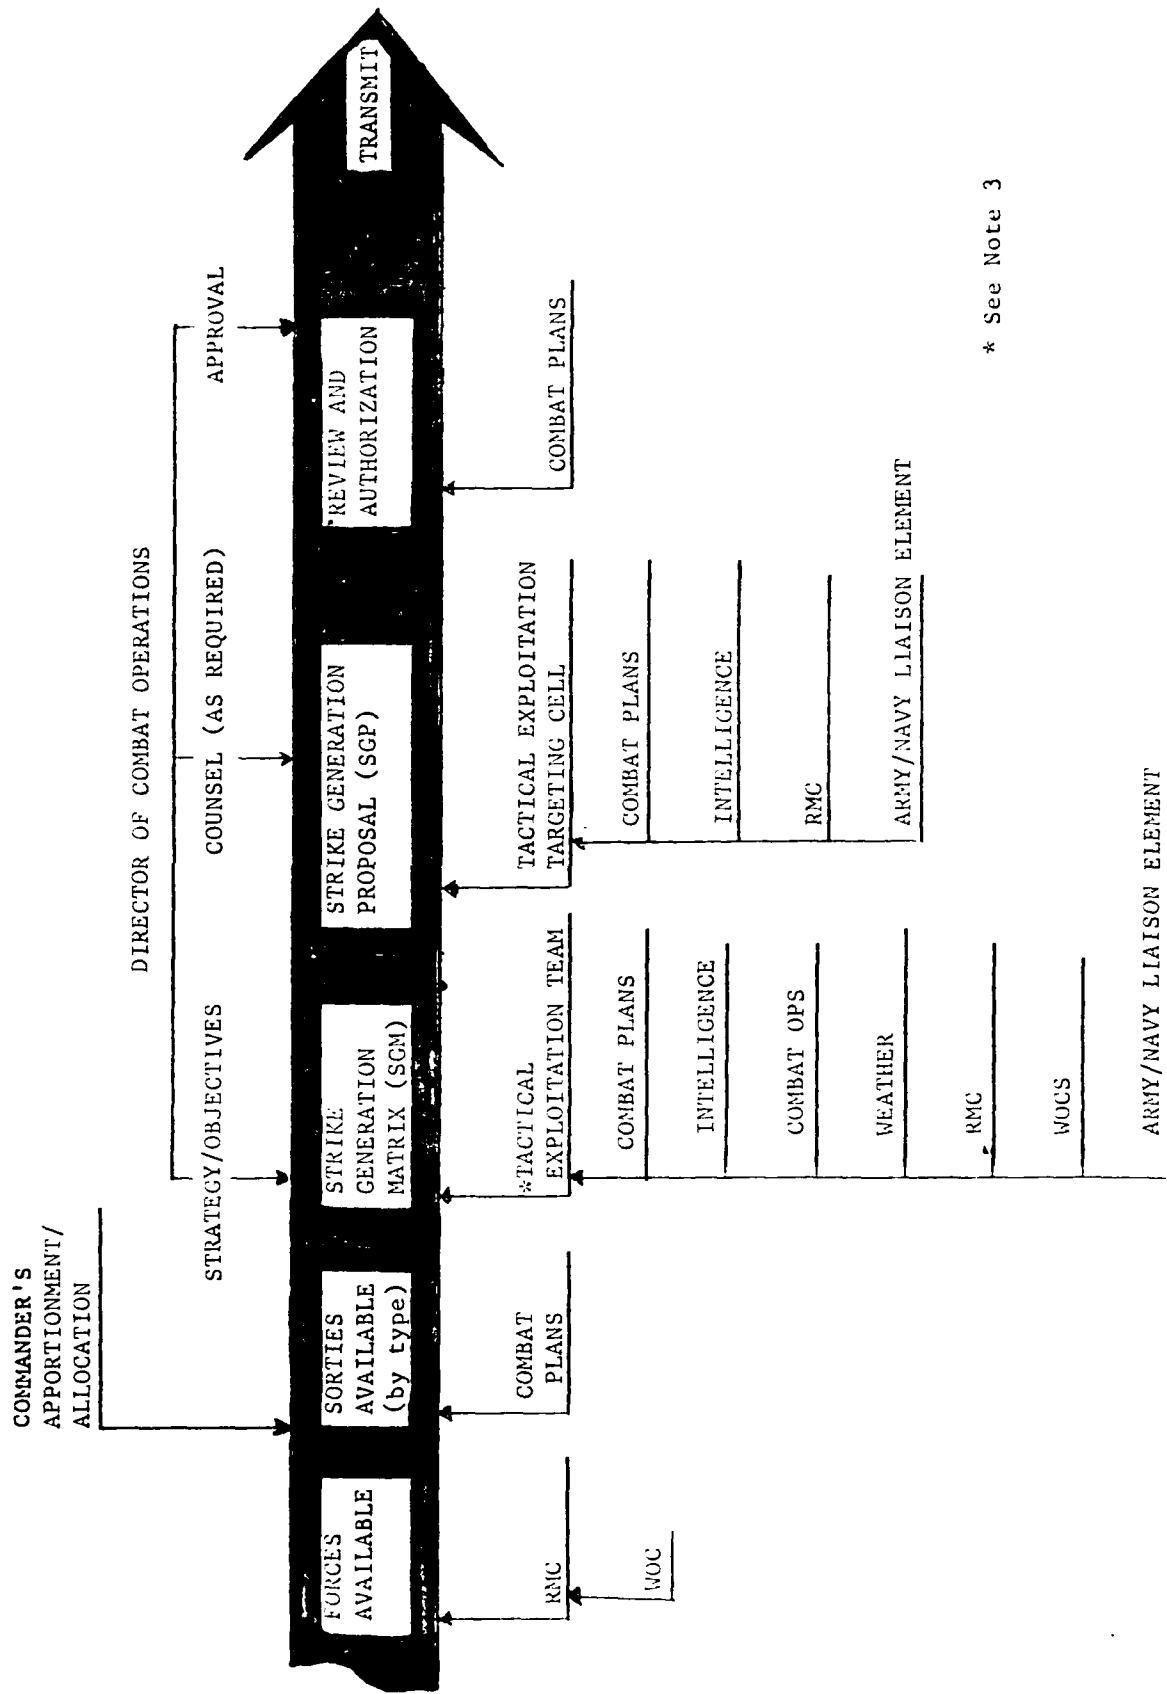 COMMANDER'S
APPORTIONMENT/
ALLOCATION
DIRECTOR OF COMBAT OPERATIONS
STRATEGY/OBJECTIVES
COUNSEL (AS REQUIRED)
APPROVAL
FORCES
AVAILABLE
SORTIES
AVAILABLE
(by type)
STRIKE
GENERATION
MATRIX (SGM)
STRIKE GENERATION
PROPOSAL (SGP)
REVIEW AND
AUTHORIZATION
TRANSMIT
RMC
WOC
COMBAT
PLANS
*TACTICAL
EXPLOITATION TEAM
COMBAT PLANS
INTELLIGENCE
COMBAT OPS
WEATHER
RMC
WOCS
ARMY/NAVY LIAISON ELEMENT
TACTICAL EXPLOITATION
TARGETING CELL
COMBAT PLANS
INTELLIGENCE
RMC
ARMY/NAVY LIAISON ELEMENT
COMBAT PLANS
* See Note 3